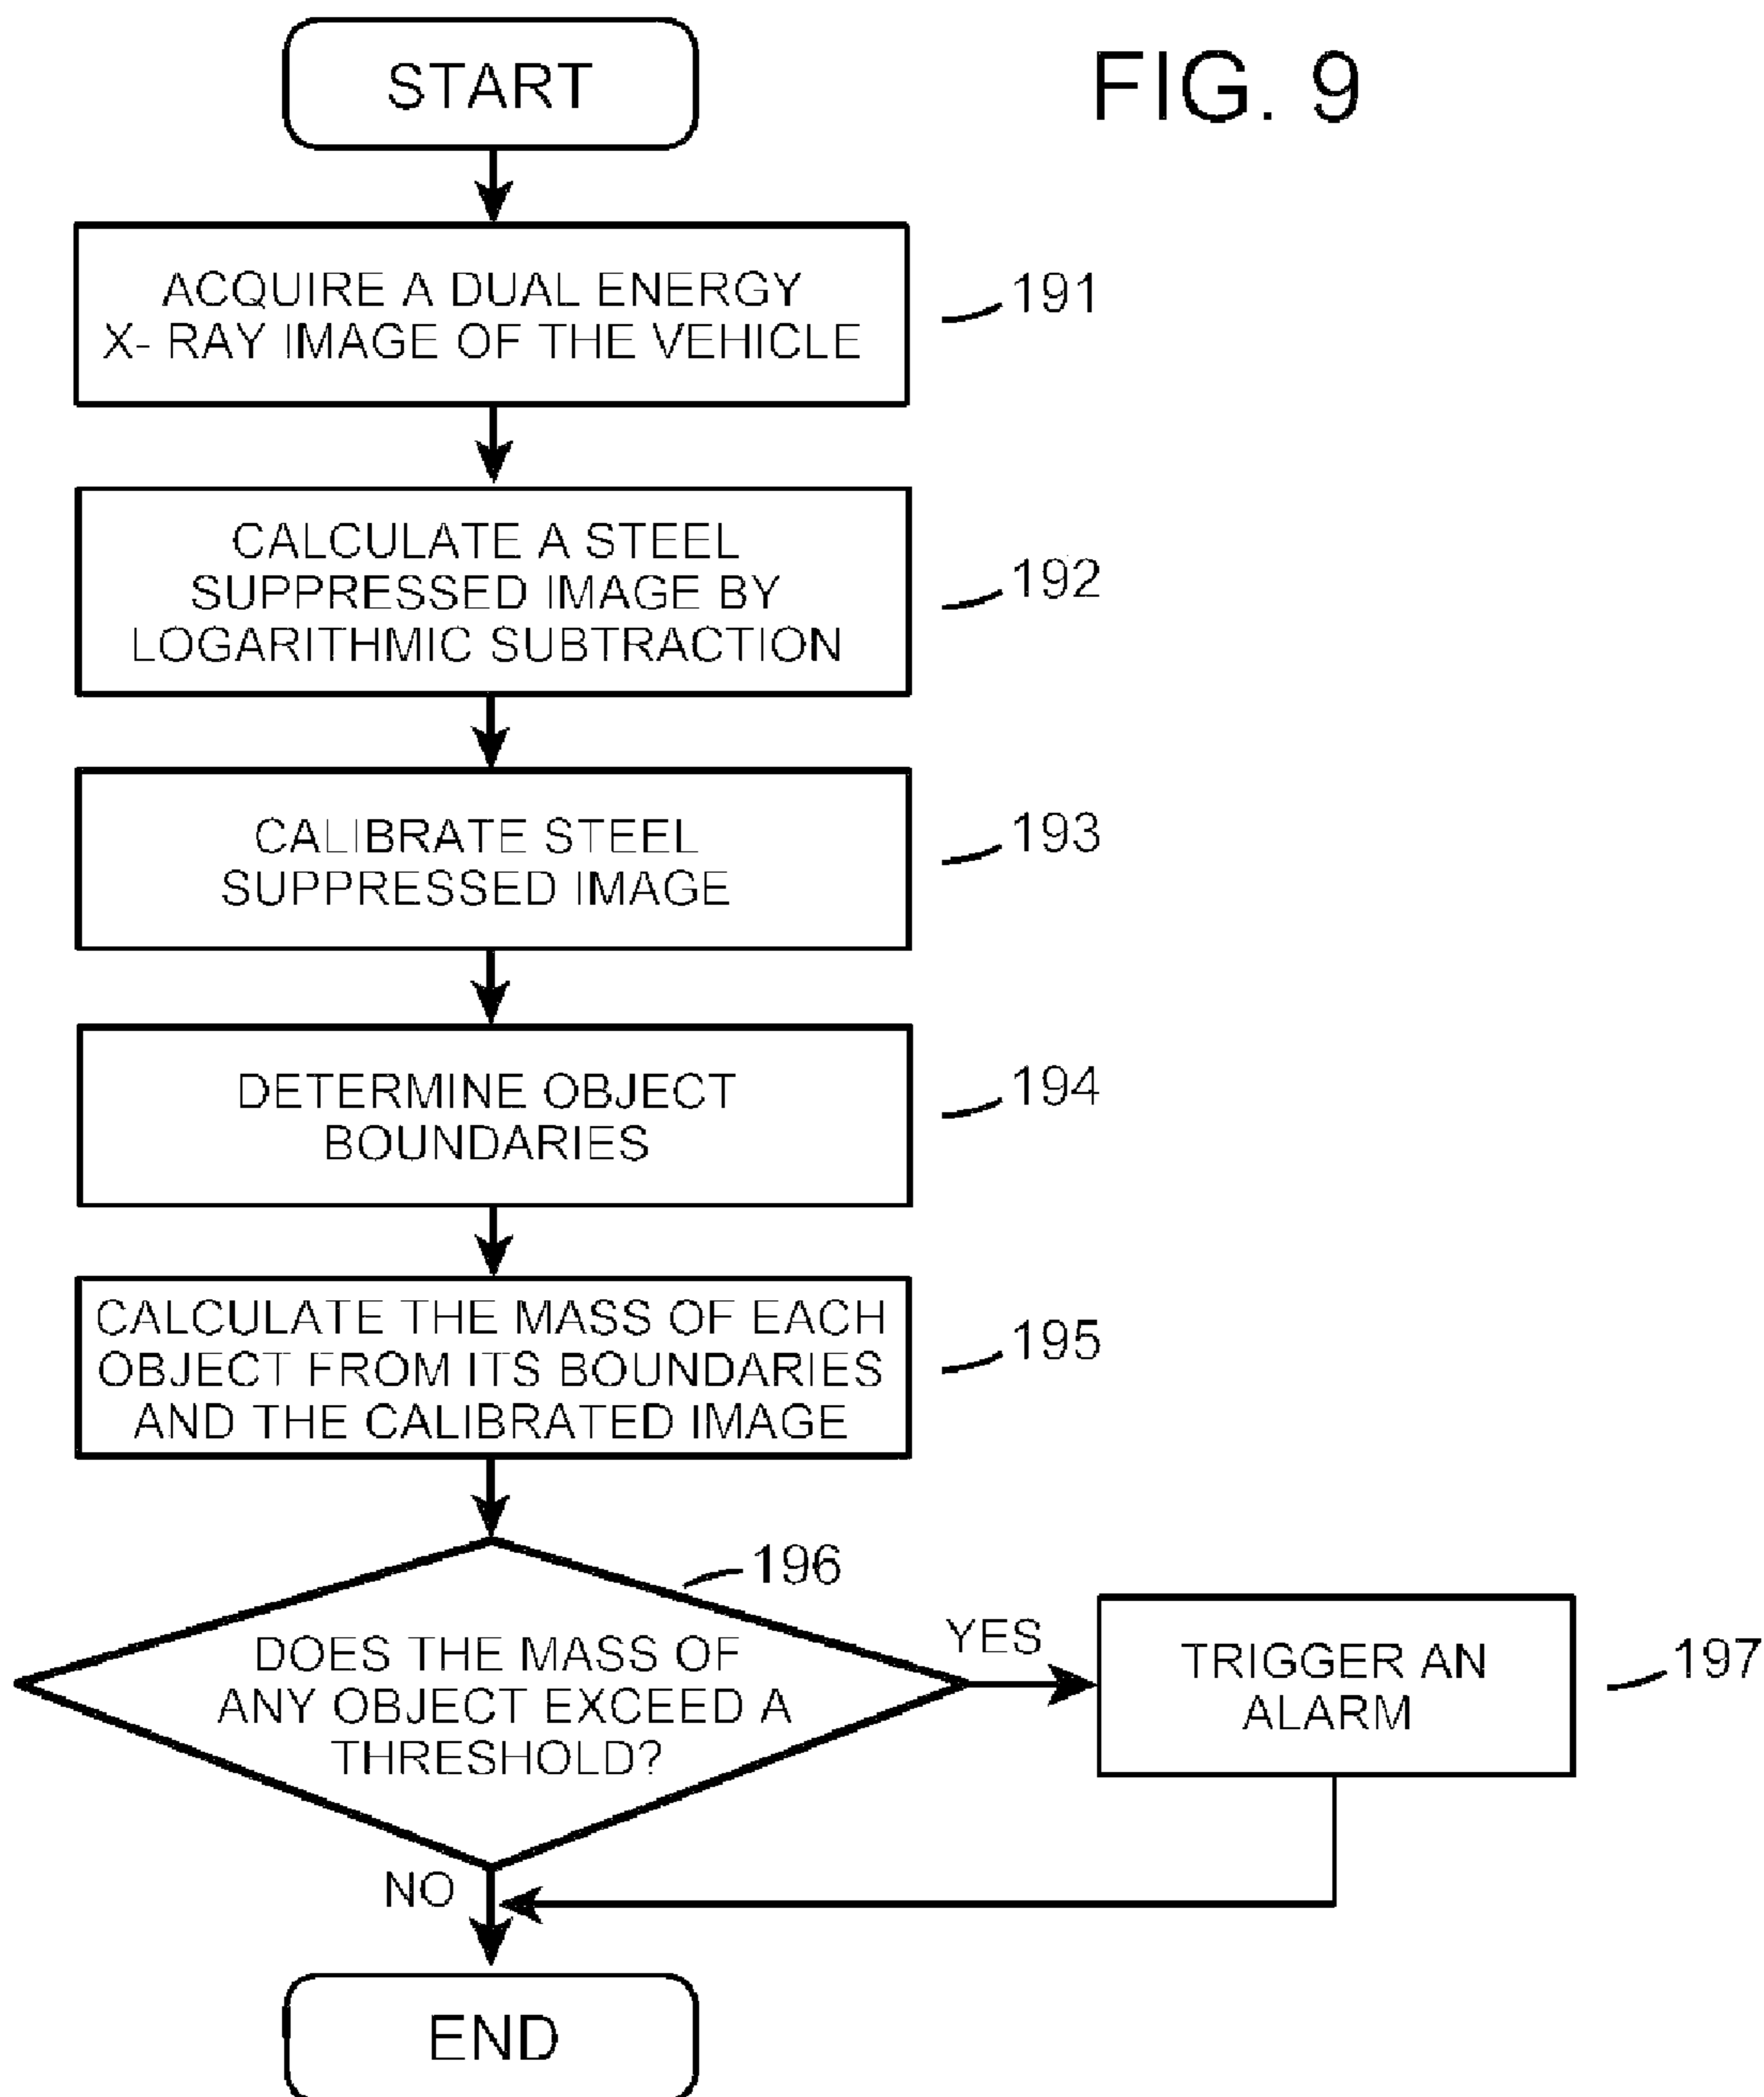 START
FIG. 9
ACQUIRE A DUAL ENERGY
X- RAY IMAGE OF THE VEHICLE
191
CALCULATE A STEEL
SUPPRESSED IMAGE BY
LOGARITHMIC SUBTRACTION
192
CALIBRATE STEEL
SUPPRESSED IMAGE
193
DETERMINE OBJECT
BOUNDARIES
194
CALCULATE THE MASS OF EACH
OBJECT FROM ITS BOUNDARIES
AND THE CALIBRATED IMAGE
195
196
DOES THE MASS OF
ANY OBJECT EXCEED A
THRESHOLD?
YES
TRIGGER AN
ALARM
197
NO
END